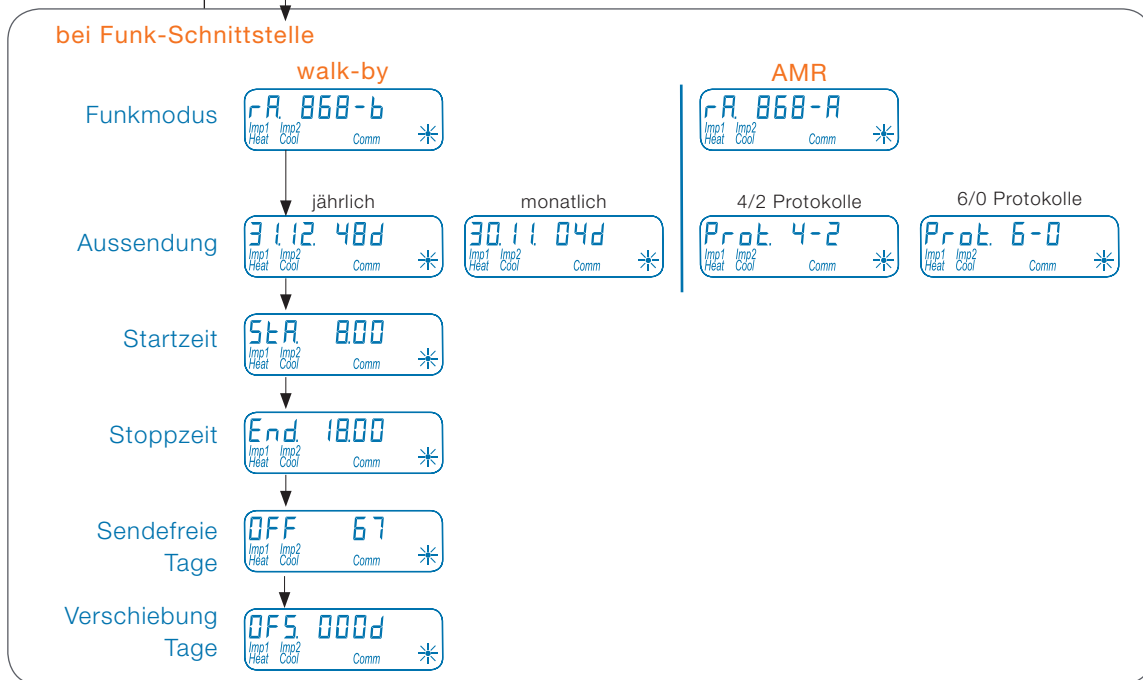 bei Funk-Schnittstelle
walk-by AMR
Funkmodus
rA. 868-b
Imp1 Imp2
Heat Cool Comm
rA. 868-A
Imp1 Imp2
Heat Cool Comm
jährlich monatlich 4/2 Protokolle 6/0 Protokolle
Aussendung
31.12. 48d
Imp1 Imp2
Heat Cool Comm
30.11. 04d
Imp1 Imp2
Heat Cool Comm
Prot. 4-2
Imp1 Imp2
Heat Cool Comm
Prot. 6-0
Imp1 Imp2
Heat Cool Comm
Startzeit
StA. 8.00
Imp1 Imp2
Heat Cool Comm
Stoppzeit
End. 18.00
Imp1 Imp2
Heat Cool Comm
Sendefreie
Tage
OFF 67
Imp1 Imp2
Heat Cool Comm
Verschiebung
Tage
OFS. 000d
Imp1 Imp2
Heat Cool Comm